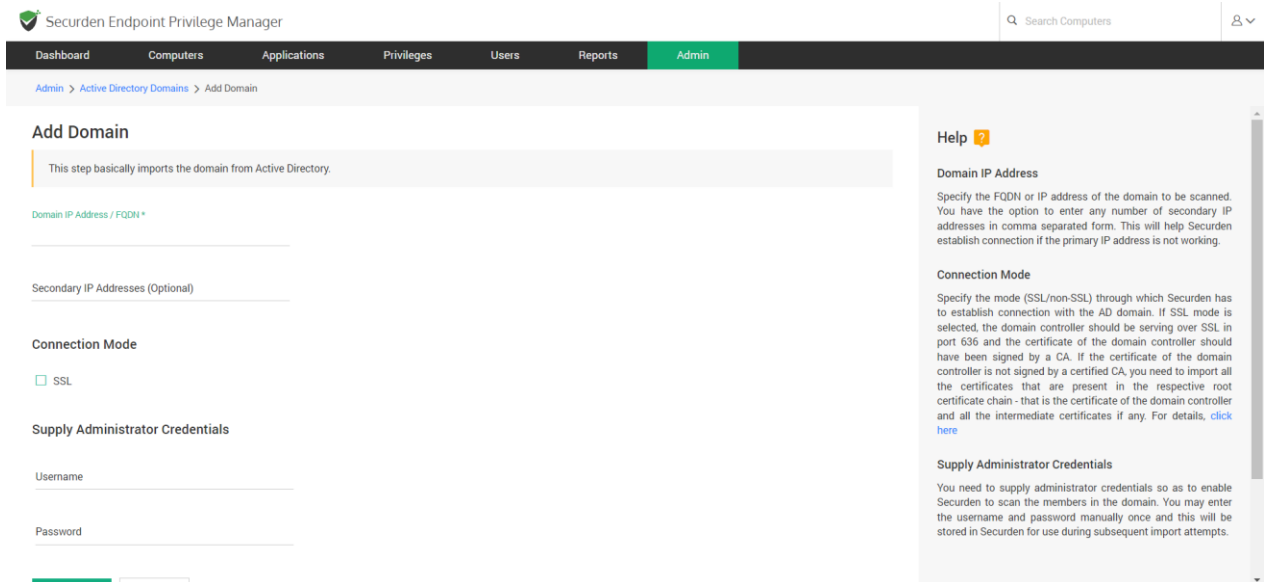 Securden Endpoint Privilege Manager
Search Computers
Dashboard Computers Applications Privileges Users Reports Admin
Admin > Active Directory Domains > Add Domain
Add Domain
This step basically imports the domain from Active Directory.
Domain IP Address / FQDN *
Secondary IP Addresses (Optional)
Connection Mode
SSL
Supply Administrator Credentials
Username
Password
Help ?
Domain IP Address
Specify the FQDN or IP address of the domain to be scanned.
You have the option to enter any number of secondary IP
addresses in comma separated form. This will help Securden
establish connection if the primary IP address is not working.
Connection Mode
Specify the mode (SSL/non-SSL) through which Securden has
to establish connection with the AD domain. If SSL mode is
selected, the domain controller should be serving over SSL in
port 636 and the certificate of the domain controller should
have been signed by a CA. If the certificate of the domain
controller is not signed by a certified CA, you need to import all
the certificates that are present in the respective root
certificate chain - that is the certificate of the domain controller
and all the intermediate certificates if any. For details, click
here
Supply Administrator Credentials
You need to supply administrator credentials so as to enable
Securden to scan the members in the domain. You may enter
the username and password manually once and this will be
stored in Securden for use during subsequent import attempts.